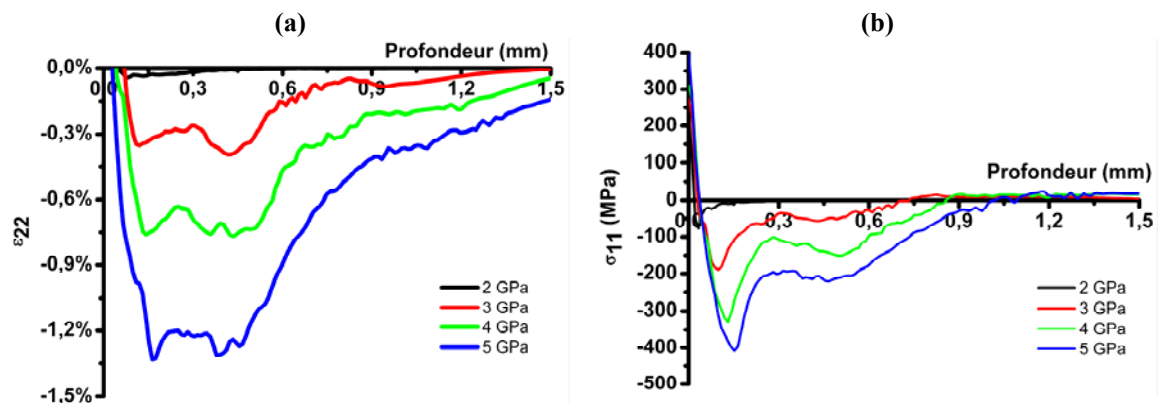 (a)
Profondeur (mm)
0,0%
0,0 0,3 0,6 0,9 1,2 1,5
-0,3%
-0,6%
-0,9%
-1,2%
-1,5%
ε22
2 GPa
3 GPa
4 GPa
5 GPa
(b)
400
300
200
100
0
-100
-200
-300
-400
-500
σ11 (MPa)
Profondeur (mm)
0,3 0,6 0,9 1,2 1,5
2 GPa
3 GPa
4 GPa
5 GPa